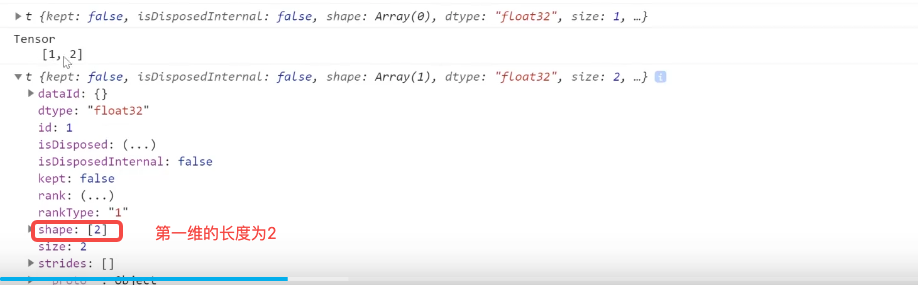 ▶ t {kept: false, isDisposedInternal: false, shape: Array(0), dtype: "float32", size: 1, …}
Tensor
[1, 2]
▼ t {kept: false, isDisposedInternal: false, shape: Array(1), dtype: "float32", size: 2, …} i
▶ dataId: {}
dtype: "float32"
id: 1
isDisposed: (...)
isDisposedInternal: false
kept: false
rank: (...)
rankType: "1"
▶ shape: [2] 第一维的长度为2
size: 2
▶ strides: []
▶ __proto__: Object